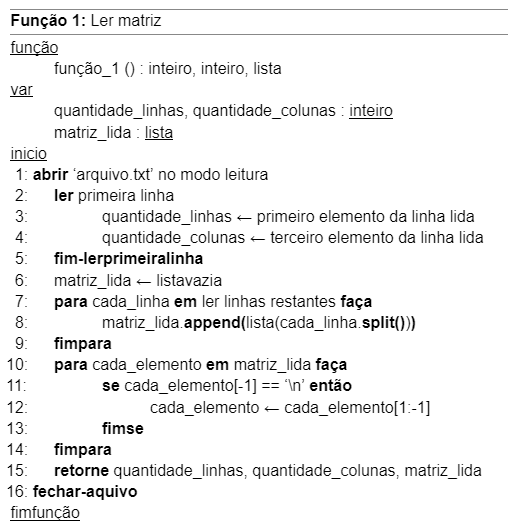 Função 1: Ler matriz
função
função_1 () : inteiro, inteiro, lista
var
quantidade_linhas, quantidade_colunas : inteiro
matriz_lida : lista
inicio
1: abrir ‘arquivo.txt’ no modo leitura
2: ler primeira linha
3: quantidade_linhas ← primeiro elemento da linha lida
4: quantidade_colunas ← terceiro elemento da linha lida
5: fim-lerprimeiralinha
6: matriz_lida ← listavazia
7: para cada_linha em ler linhas restantes faça
8: matriz_lida.append(lista(cada_linha.split()))
9: fimpara
10: para cada_elemento em matriz_lida faça
11: se cada_elemento[-1] == ‘\n’ então
12: cada_elemento ← cada_elemento[1:-1]
13: fimse
14: fimpara
15: retorne quantidade_linhas, quantidade_colunas, matriz_lida
16: fechar-aquivo
fimfunção